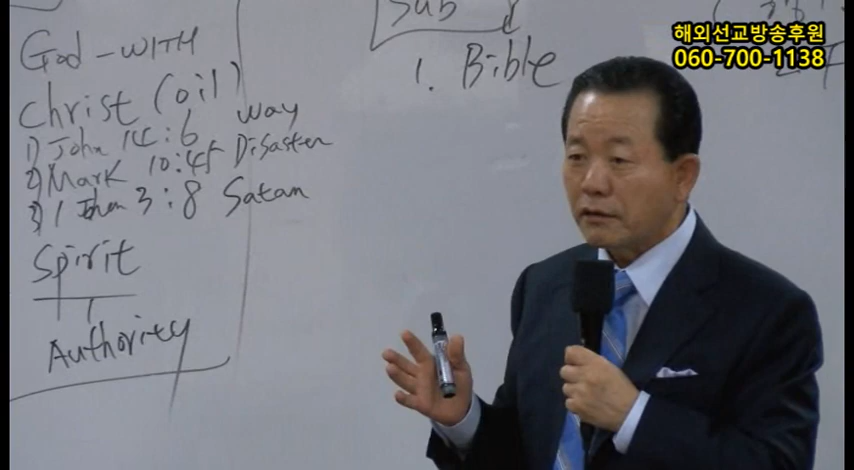 God - WITH
Christ (oil)
1) John 14:6 way
2) Mark 10:45 Disaster
3) 1 John 3:8 Satan
Spirit
Authority
Sub
1. Bible
해외선교방송후원
060-700-1138